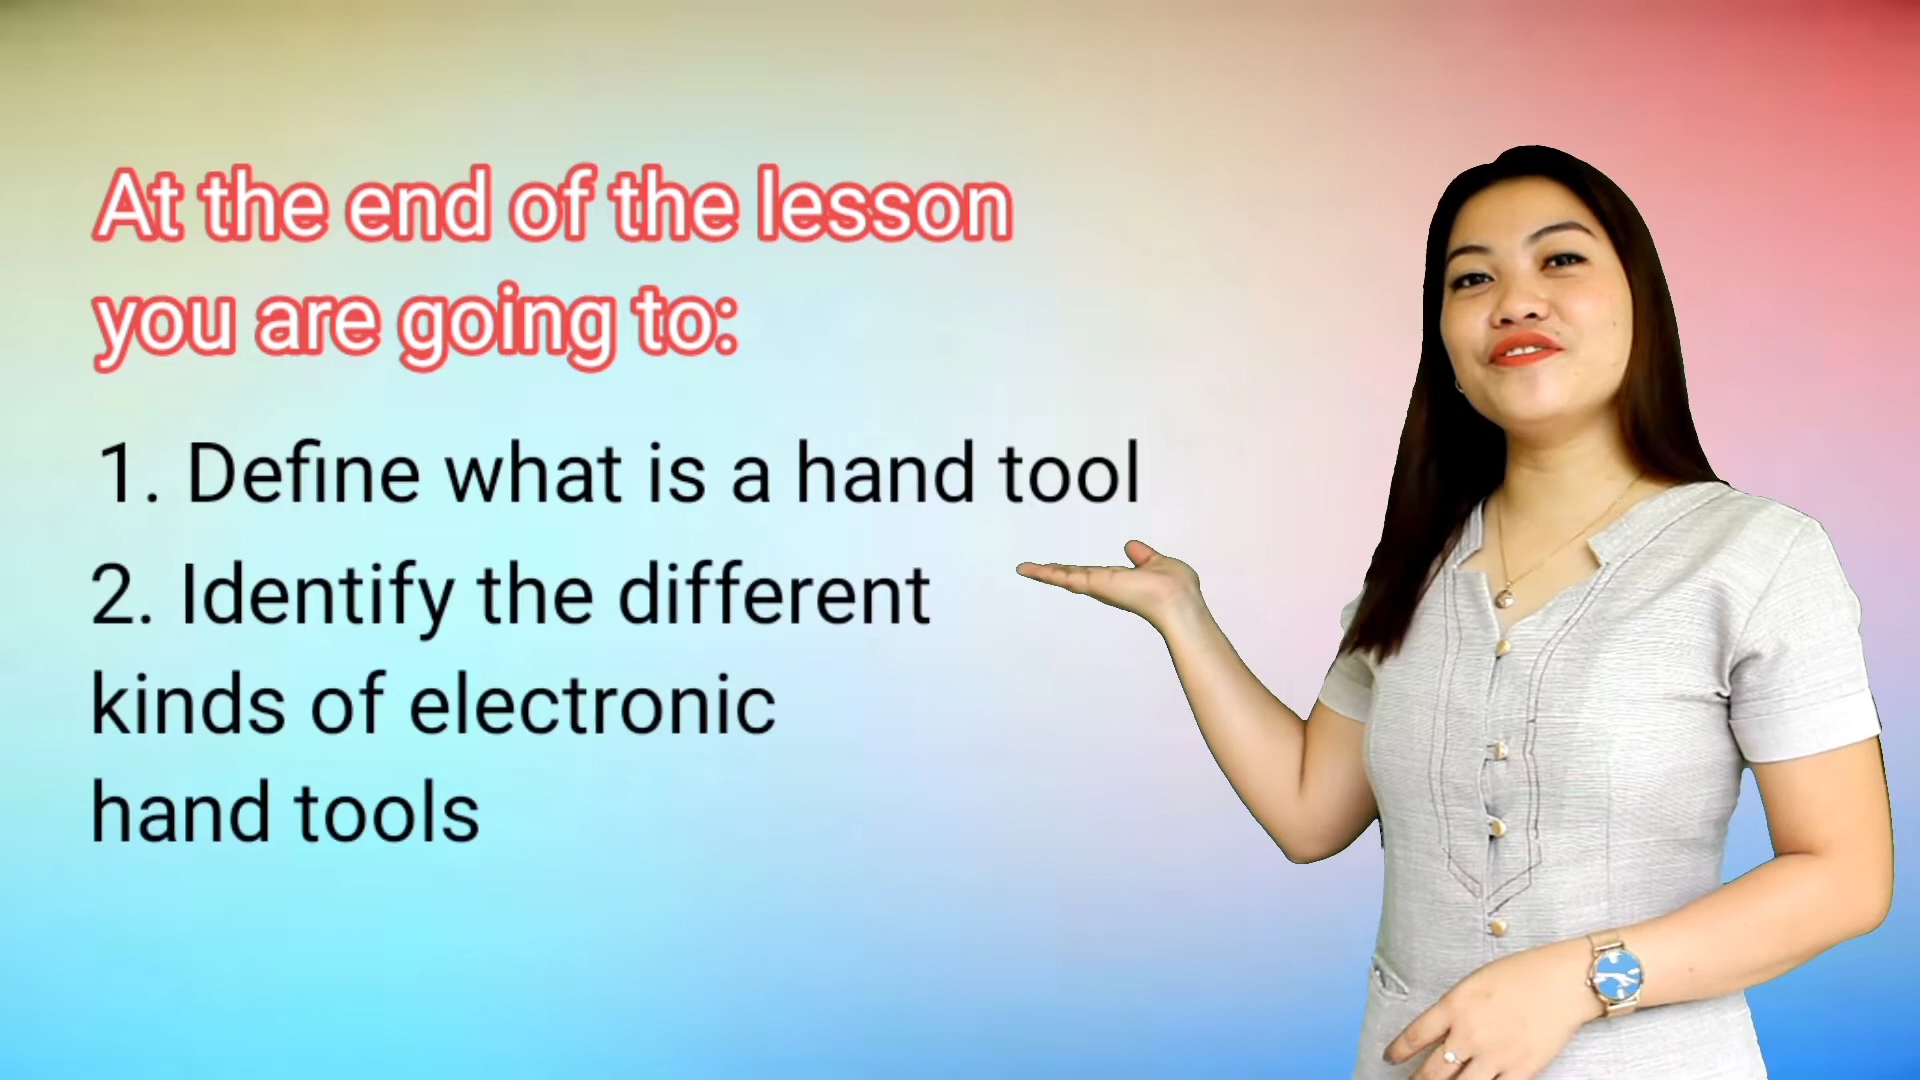 At the end of the lesson
you are going to:
1. Define what is a hand tool
2. Identify the different
kinds of electronic
hand tools